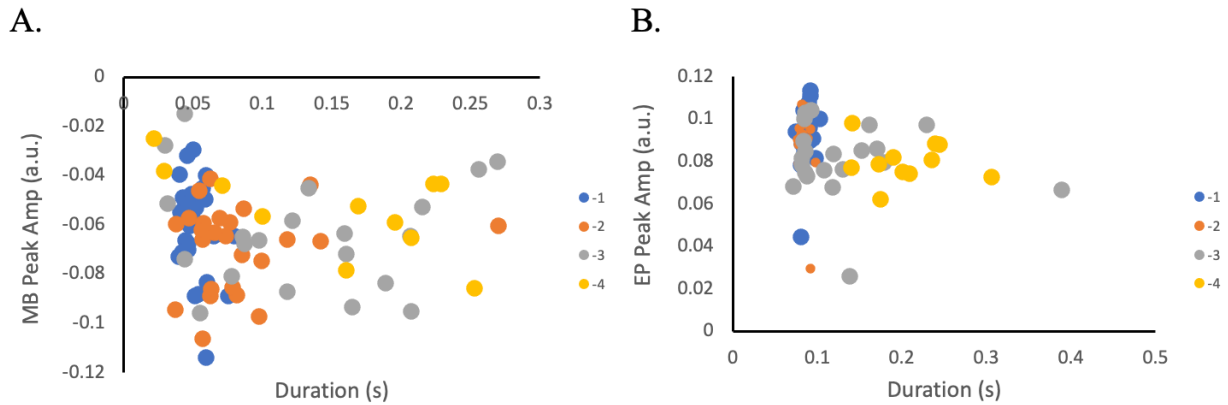 A.
MB Peak Amp (a.u.)
0
-0.02
-0.04
-0.06
-0.08
-0.1
-0.12
0 0.05 0.1 0.15 0.2 0.25 0.3
Duration (s)
-1
-2
-3
-4
B.
EP Peak Amp (a.u.)
0.12
0.1
0.08
0.06
0.04
0.02
0
0 0.1 0.2 0.3 0.4 0.5
Duration (s)
-1
-2
-3
-4